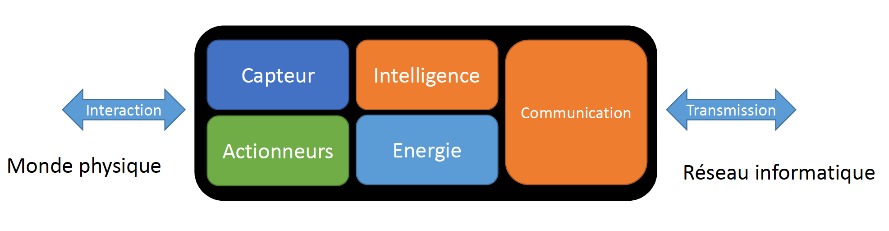 Capteur
Intelligence
Communication
Actionneurs
Energie
Interaction
Monde physique
Transmission
Réseau informatique